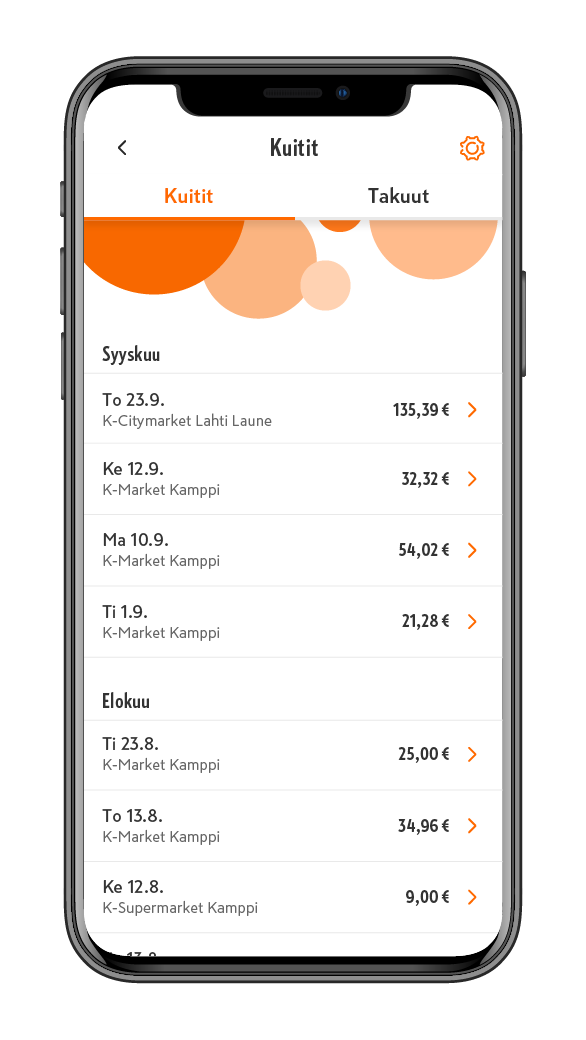 Kuitit
Kuitit
Takuut
Syyskuu
To 23.9.
K-Citymarket Lahti Laune
135,39 €
Ke 12.9.
K-Market Kamppi
32,32 €
Ma 10.9.
K-Market Kamppi
54,02 €
Ti 1.9.
K-Market Kamppi
21,28 €
Elokuu
Ti 23.8.
K-Market Kamppi
25,00 €
To 13.8.
K-Market Kamppi
34,96 €
Ke 12.8.
K-Supermarket Kamppi
9,00 €